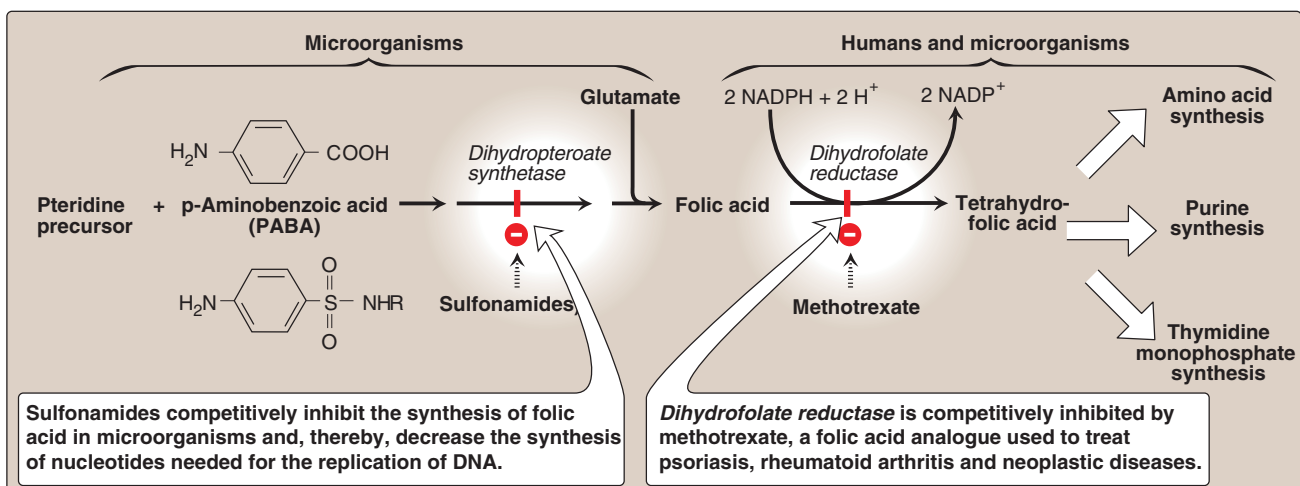 Microorganisms
Humans and microorganisms
Glutamate
2 NADPH + 2 H+
2 NADP+
Amino acid
synthesis
H2N
COOH
Dihydropteroate
synthetase
Dihydrofolate
reductase
Pteridine
precursor
+
p-Aminobenzoic acid
(PABA)
Folic acid
Tetrahydro-
folic acid
Purine
synthesis
H2N
O
S
O
NHR
Sulfonamides,
Methotrexate
Thymidine
monophosphate
synthesis
Sulfonamides competitively inhibit the synthesis of folic
acid in microorganisms and, thereby, decrease the synthesis
of nucleotides needed for the replication of DNA.
Dihydrofolate reductase is competitively inhibited by
methotrexate, a folic acid analogue used to treat
psoriasis, rheumatoid arthritis and neoplastic diseases.